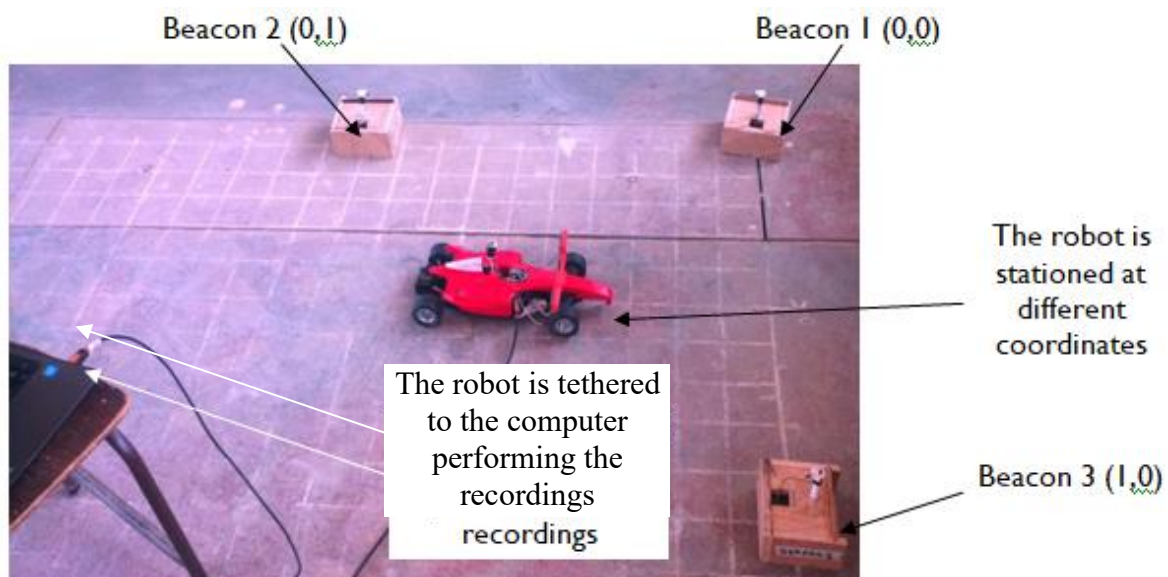 Beacon 2 (0,1)
Beacon 1 (0,0)
The robot is
stationed at
different
coordinates
The robot is tethered
to the computer
performing the
recordings
recordings
Beacon 3 (1,0)